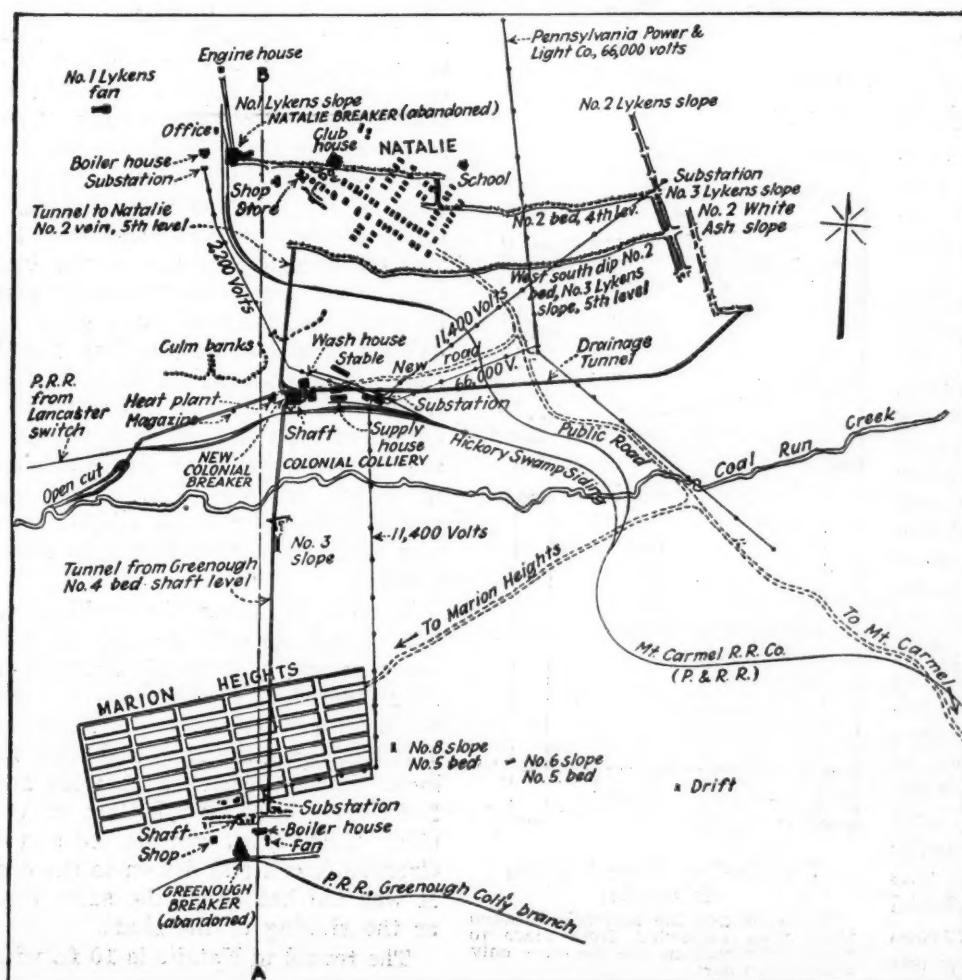 Engine house
B
Pennsylvania Power &
Light Co., 66,000 volts
No.1 Lykens
fan
No.1 Lykens slope
NATALIE BREAKER (abandoned)
No.2 Lykens slope
Office
Club
house
NATALIE
Boiler house
Substation
Shop
Store
School
Substation
No.3 Lykens slope
No.2 White
Ash slope
Tunnel to Natalie
No.2 vein, 5th level
No.2 bed, 4th lev.
2,200 Volts
West south dip No.2
bed, No.3 Lykens
slope, 5th level
11,400 Volts
Culm banks
Wash house
Stable
New
road
66,000 V.
Drainage
Tunnel
P.R.R.
from
Lancaster
switch
Heat plant
Magazine
Shaft
Supply
house
Substation
Public Road
Coal Run Creek
Open cut
NEW
COLONIAL
BREAKER
COLONIAL COLLIERY
Hickory Swamp Siding
No.3
slope
11,400 Volts
Tunnel from Greenough
No.4 bed shaft level
To Marion Heights
To Mt. Carmel
Mt. Carmel R.R. Co.
(P. & R.R.)
MARION HEIGHTS
No.8 slope
No.5 bed
No.6 slope
No.5 bed
Drift
Substation
Shaft
Boiler house
Shop
Fan
GREENOUGH
BREAKER
(abandoned)
P.R.R., Greenough Coll'y branch
A
The
is 10